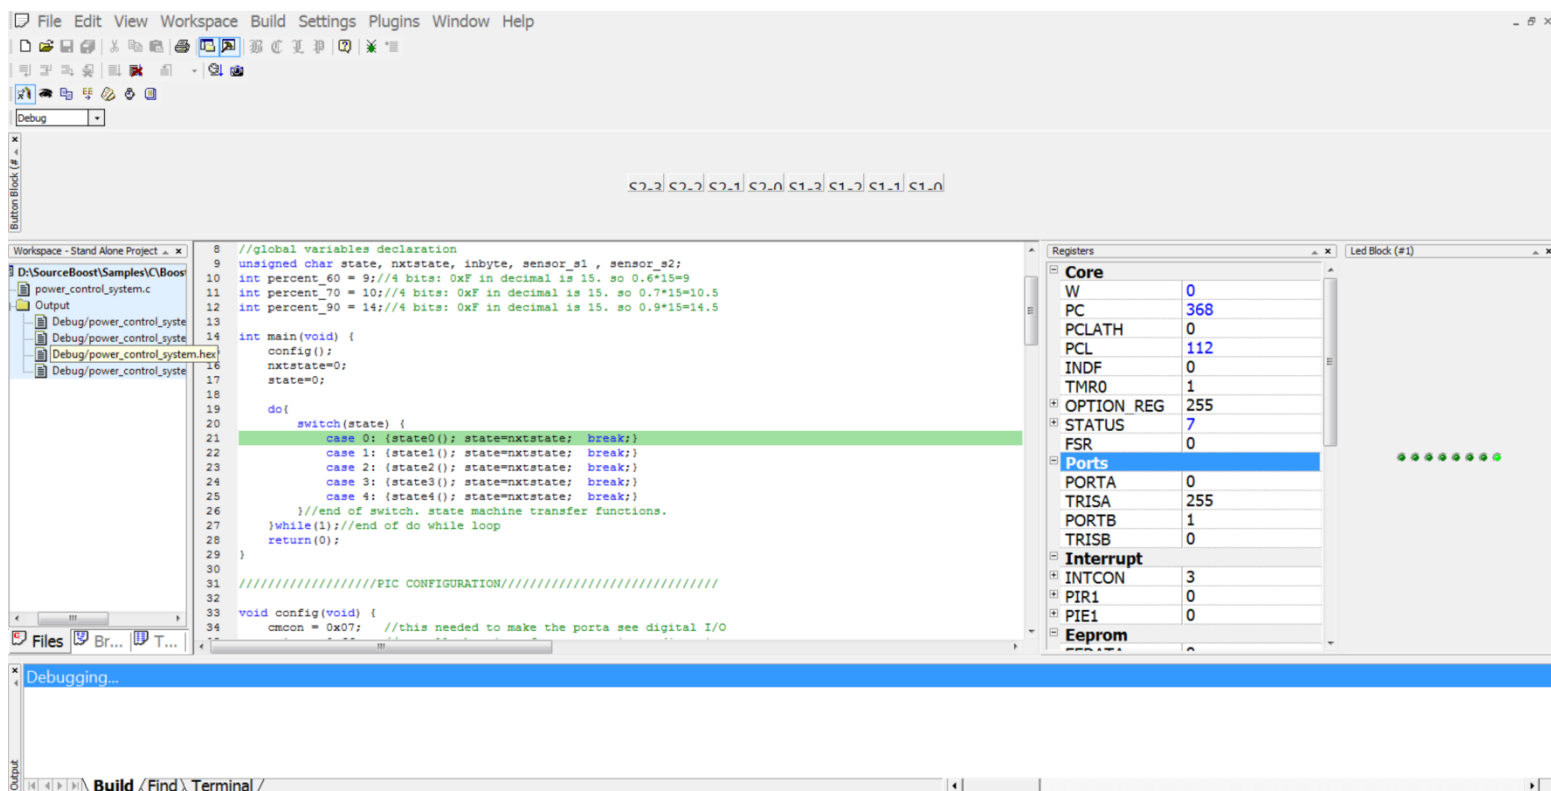 File Edit View Workspace Build Settings Plugins Window Help
Debug
Button Block (#
S2-3 S2-2 S2-1 S2-0 S1-3 S1-2 S1-1 S1-0
Workspace - Stand Alone Project
D:\SourceBoost\Samples\C\Boost
power_control_system.c
Output
Debug/power_control_syste
Debug/power_control_syste
Debug/power_control_system.hex
Debug/power_control_syste
Files Br... T...
8 //global variables declaration
9 unsigned char state, nxtstate, inbyte, sensor_s1 , sensor_s2;
10 int percent_60 = 9;//4 bits: 0xF in decimal is 15. so 0.6*15=9
11 int percent_70 = 10;//4 bits: 0xF in decimal is 15. so 0.7*15=10.5
12 int percent_90 = 14;//4 bits: 0xF in decimal is 15. so 0.9*15=14.5
13
14 int main(void) {
config();
16 nxtstate=0;
17 state=0;
18
19 do{
20 switch(state) {
21 case 0: {state0(); state=nxtstate; break;}
22 case 1: {state1(); state=nxtstate; break;}
23 case 2: {state2(); state=nxtstate; break;}
24 case 3: {state3(); state=nxtstate; break;}
25 case 4: {state4(); state=nxtstate; break;}
26 }//end of switch. state machine transfer functions.
27 }while(1);//end of do while loop
28 return(0);
29 }
30
31 ///////////////////PIC CONFIGURATION//////////////////////////////
32
33 void config(void) {
34 cmcon = 0x07; //this needed to make the porta see digital I/O
Registers
Core
W 0
PC 368
PCLATH 0
PCL 112
INDF 0
TMR0 1
OPTION_REG 255
STATUS 7
FSR 0
Ports
PORTA 0
TRISA 255
PORTB 1
TRISB 0
Interrupt
INTCON 3
PIR1 0
PIE1 0
Eeprom
Led Block (#1)
Debugging...
Output
Build Find Terminal